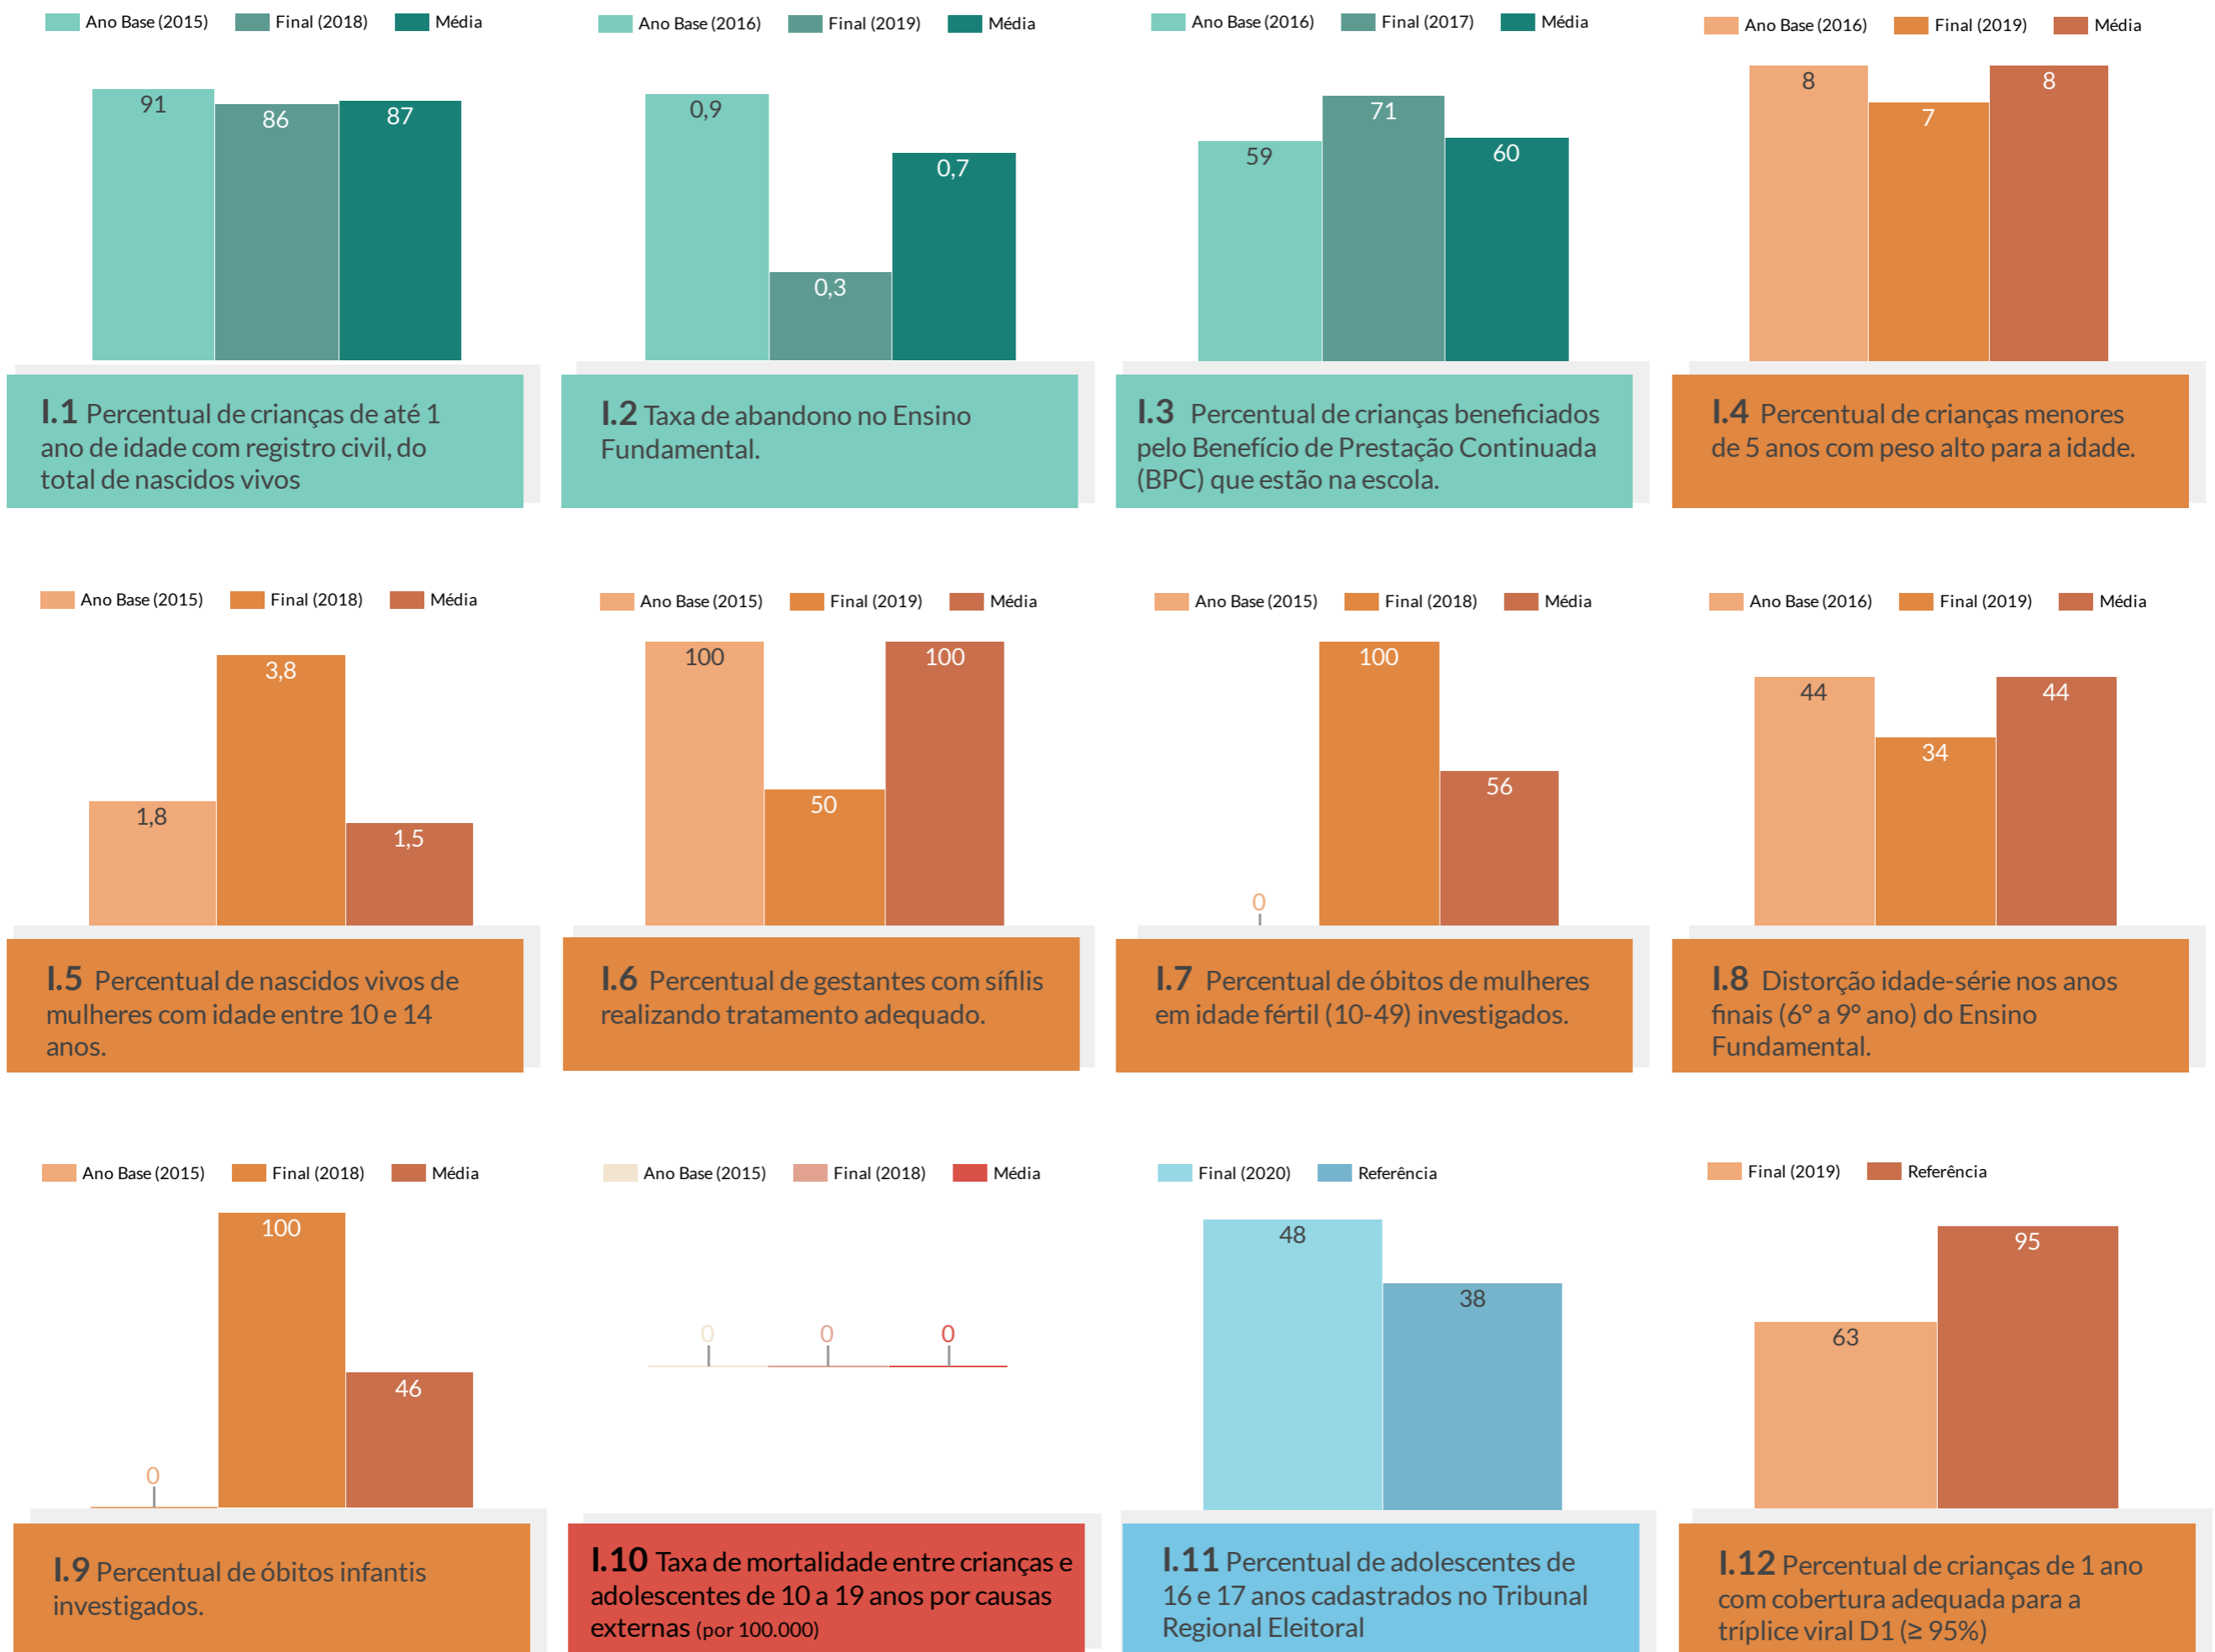 Ano Base (2015) Final (2018) Média
91
86
87
I.1 Percentual de crianças de até 1
ano de idade com registro civil, do
total de nascidos vivos
Ano Base (2016) Final (2019) Média
0,9
0,3
0,7
I.2 Taxa de abandono no Ensino
Fundamental.
Ano Base (2016) Final (2017) Média
59
71
60
I.3 Percentual de crianças beneficiados
pelo Benefício de Prestação Continuada
(BPC) que estão na escola.
Ano Base (2016) Final (2019) Média
8
7
8
I.4 Percentual de crianças menores
de 5 anos com peso alto para a idade.
Ano Base (2015) Final (2018) Média
1,8
3,8
1,5
I.5 Percentual de nascidos vivos de
mulheres com idade entre 10 e 14
anos.
Ano Base (2015) Final (2019) Média
100
50
100
I.6 Percentual de gestantes com sífilis
realizando tratamento adequado.
Ano Base (2015) Final (2018) Média
0
100
56
I.7 Percentual de óbitos de mulheres
em idade fértil (10-49) investigados.
Ano Base (2016) Final (2019) Média
44
34
44
I.8 Distorção idade-série nos anos
finais (6° a 9° ano) do Ensino
Fundamental.
Ano Base (2015) Final (2018) Média
0
100
46
I.9 Percentual de óbitos infantis
investigados.
Ano Base (2015) Final (2018) Média
0
0
0
I.10 Taxa de mortalidade entre crianças e
adolescentes de 10 a 19 anos por causas
externas (por 100.000)
Final (2020) Referência
48
38
I.11 Percentual de adolescentes de
16 e 17 anos cadastrados no Tribunal
Regional Eleitoral
Final (2019) Referência
63
95
I.12 Percentual de crianças de 1 ano
com cobertura adequada para a
tríplice viral D1 (≥ 95%)